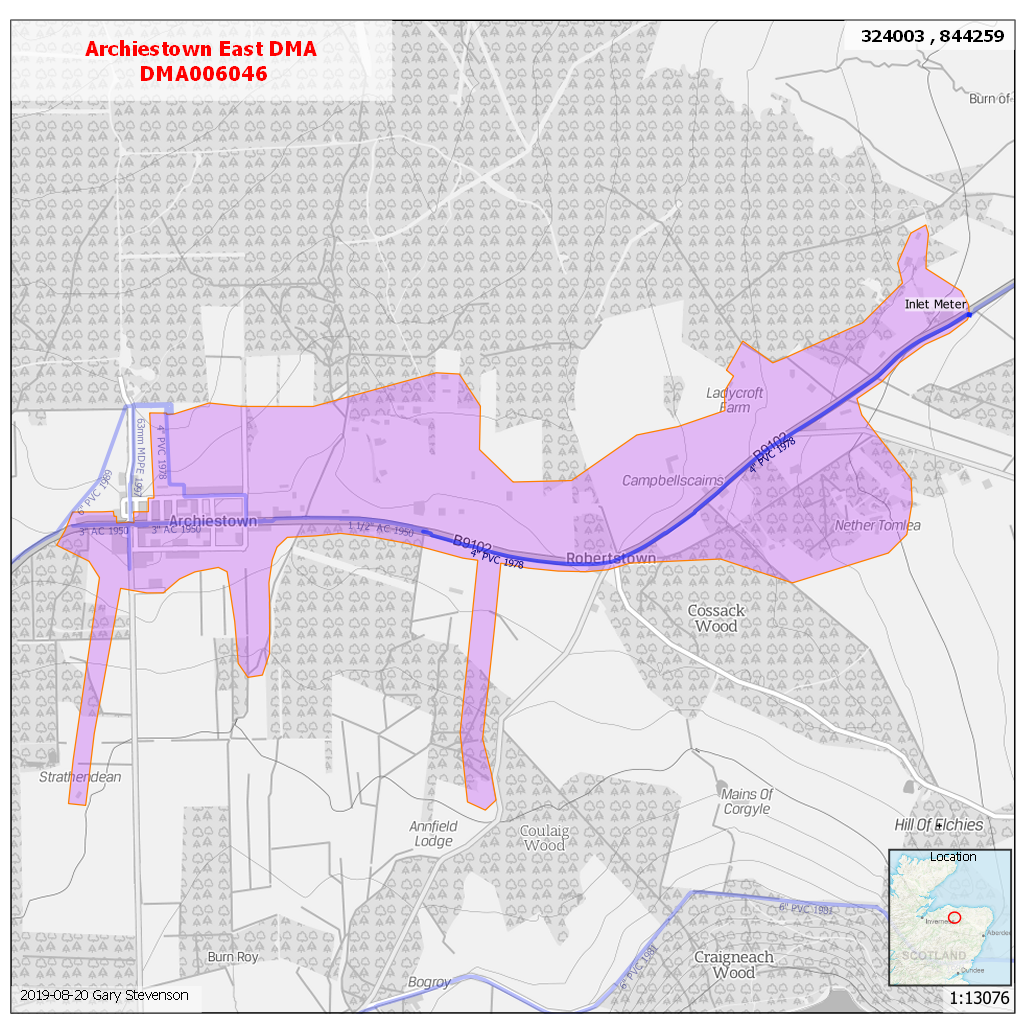 Archiestown East DMA
DMA006046
324003 , 844259
Burn of
Inlet Meter
Ladycroft
Farm
B9102
4" PVC 1978
Campbellscairns
Nether Tomlea
6" PVC 1969
63mm MDPE 1997
4" PVC 1978
Archiestown
3" AC 1950
3" AC 1950
1 1/2" AC 1950
B9102
4" PVC 1978
Robertstown
Cossack
Wood
Strathendean
Mains Of
Corgyle
Annfield
Lodge
Coulaig
Wood
Hill Of Elchies
Location
Inverness
Aberdeen
SCOTLAND
Dundee
6" PVC 1981
6" PVC 1981
Craigneach
Wood
Burn Roy
Bogroy
2019-08-20 Gary Stevenson
1:13076